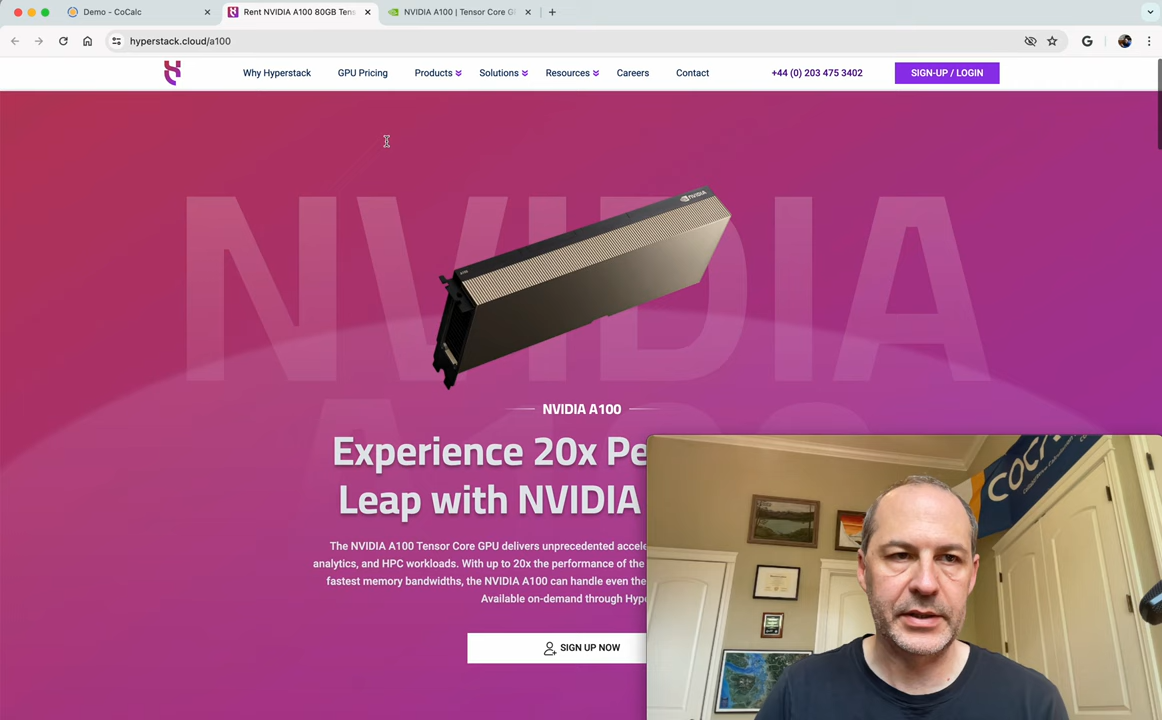 Demo - CoCalc
Rent NVIDIA A100 80GB Tens
NVIDIA A100 | Tensor Core G
hyperstack.cloud/a100
Why Hyperstack
GPU Pricing
Products
Solutions
Resources
Careers
Contact
+44 (0) 203 475 3402
SIGN-UP / LOGIN
NVIDIA
A100
NVIDIA
NVIDIA A100
Experience 20x Pe
Leap with NVIDIA
The NVIDIA A100 Tensor Core GPU delivers unprecedented accele
analytics, and HPC workloads. With up to 20x the performance of the
fastest memory bandwidths, the NVIDIA A100 can handle even the
Available on-demand through Hype
SIGN UP NOW
COCA